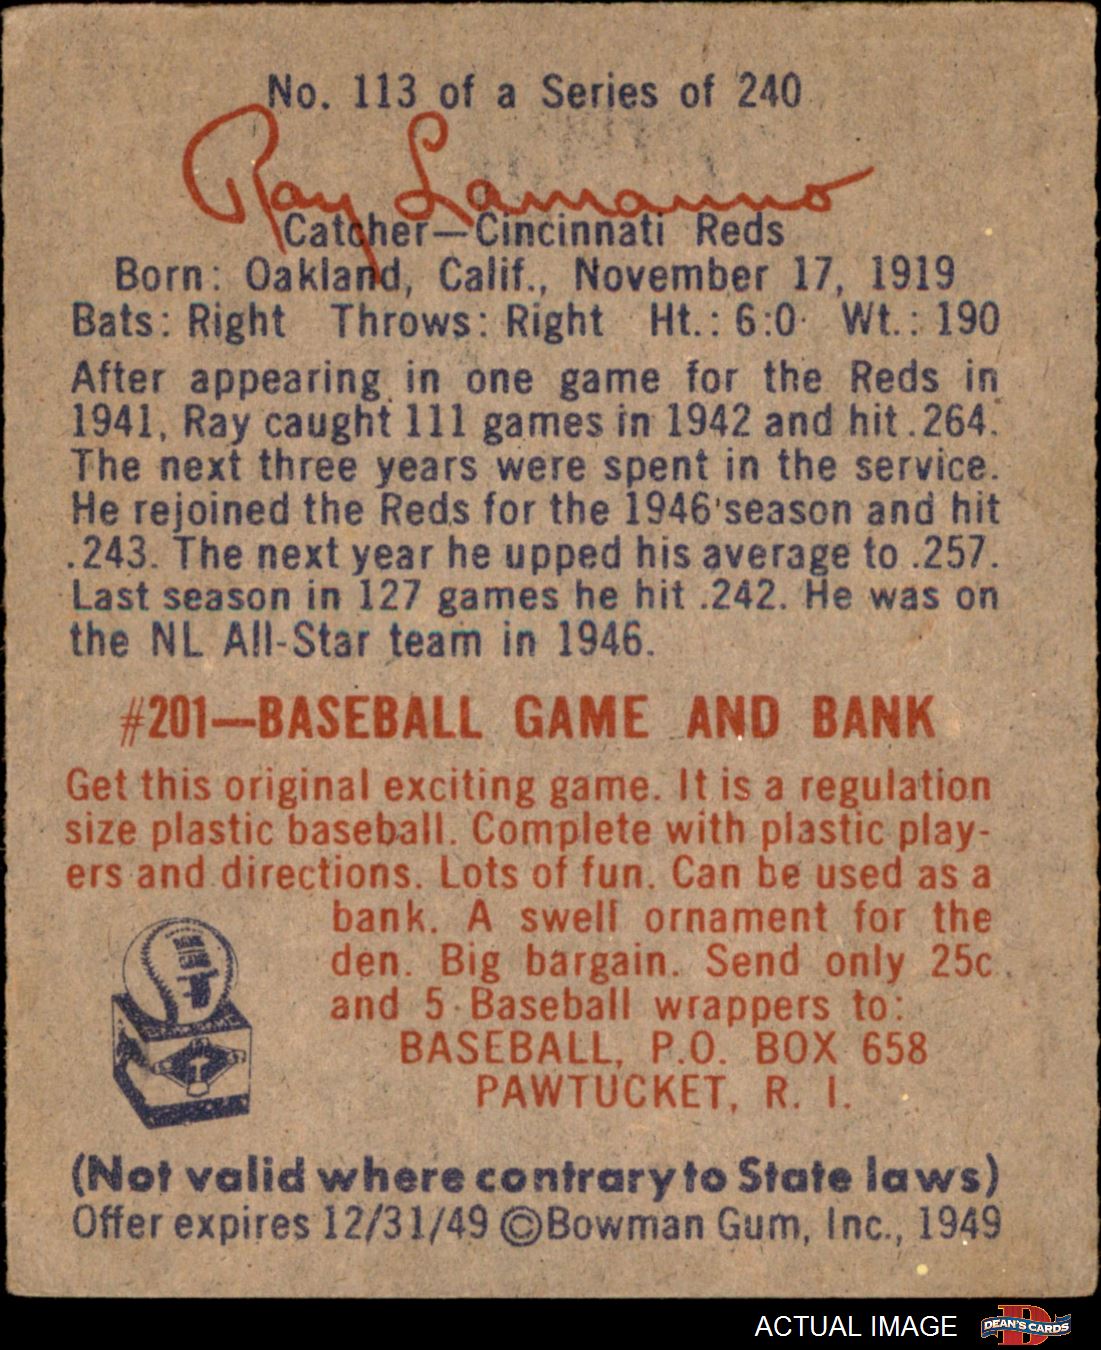 No. 113 of a Series of 240
Ray Lamanno
Catcher—Cincinnati Reds
Born: Oakland, Calif., November 17, 1919
Bats: Right Throws: Right Ht.: 6:0 Wt.: 190
After appearing in one game for the Reds in
1941, Ray caught 111 games in 1942 and hit .264.
The next three years were spent in the service.
He rejoined the Reds for the 1946 season and hit
.243. The next year he upped his average to .257.
Last season in 127 games he hit .242. He was on
the NL All-Star team in 1946.
#201—BASEBALL GAME AND BANK
Get this original exciting game. It is a regulation
size plastic baseball. Complete with plastic play-
ers and directions. Lots of fun. Can be used as a
bank. A swell ornament for the
den. Big bargain. Send only 25c
and 5 Baseball wrappers to:
BASEBALL, P.O. BOX 658
PAWTUCKET, R. I.
(Not valid where contrary to State laws)
Offer expires 12/31/49 ©Bowman Gum, Inc., 1949
ACTUAL IMAGE DEAN'S CARDS